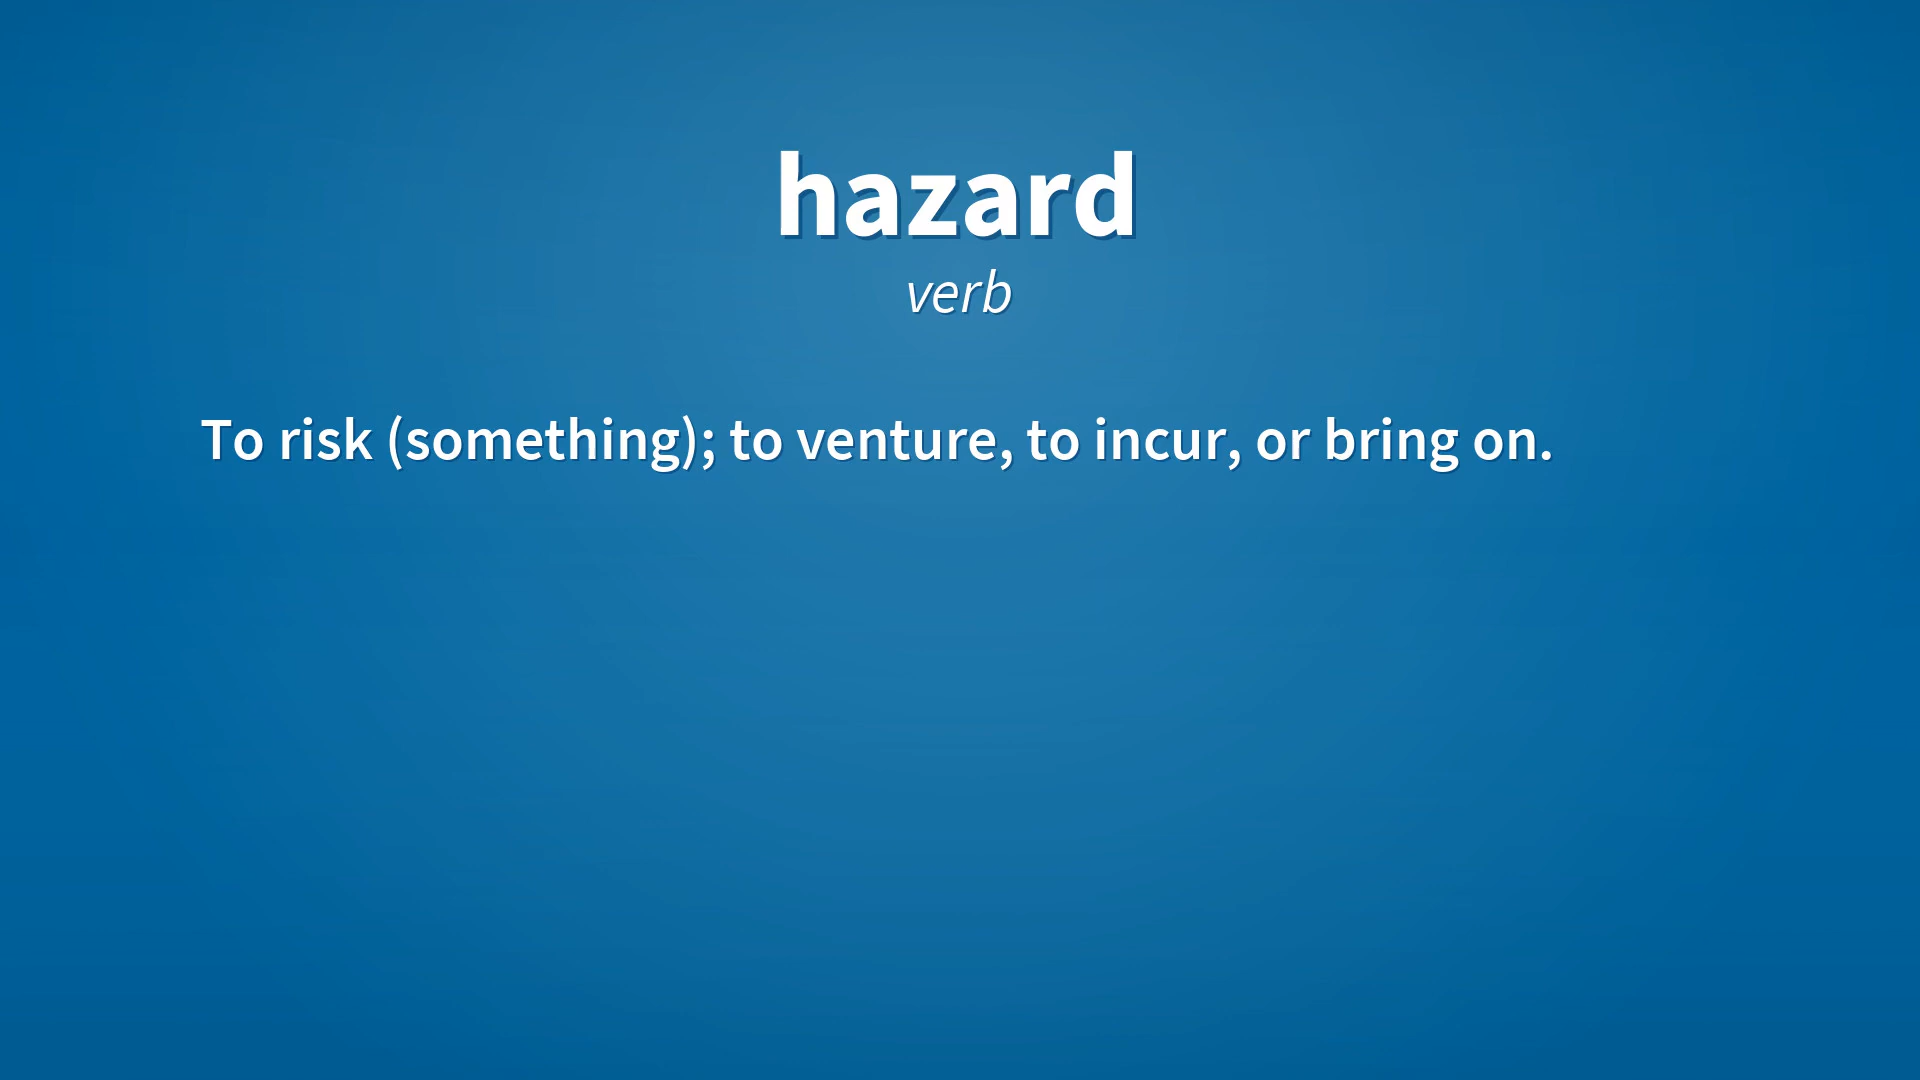 hazard
verb
To risk (something); to venture, to incur, or bring on.